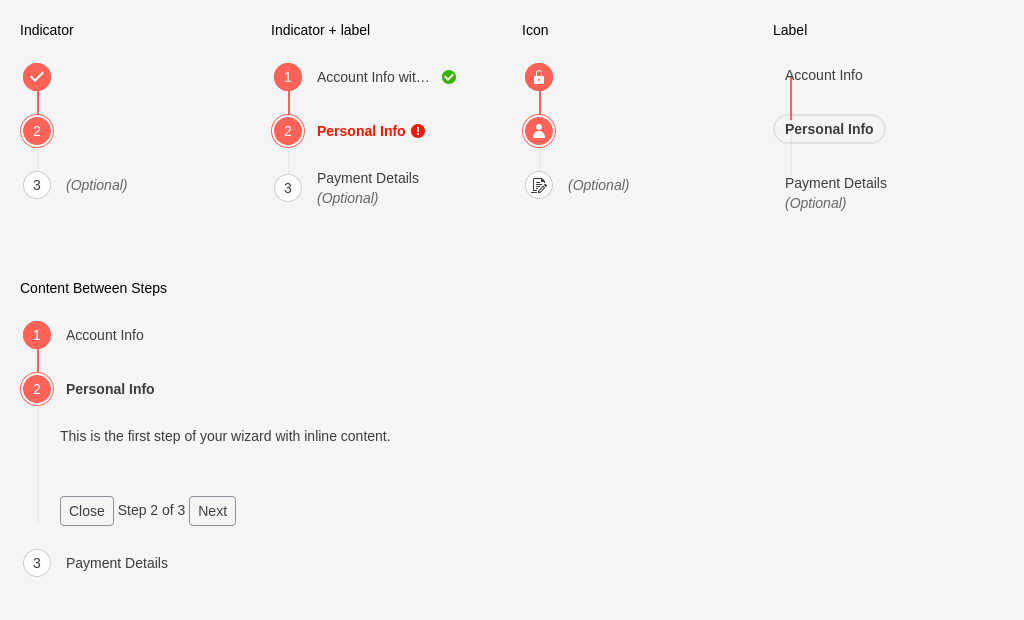 Indicator
2
3 (Optional)
Indicator + label
1 Account Info wit...
2 Personal Info
3 Payment Details
(Optional)
Icon
(Optional)
Label
Account Info
Personal Info
Payment Details
(Optional)
Content Between Steps
1 Account Info
2 Personal Info
This is the first step of your wizard with inline content.
Close Step 2 of 3 Next
3 Payment Details